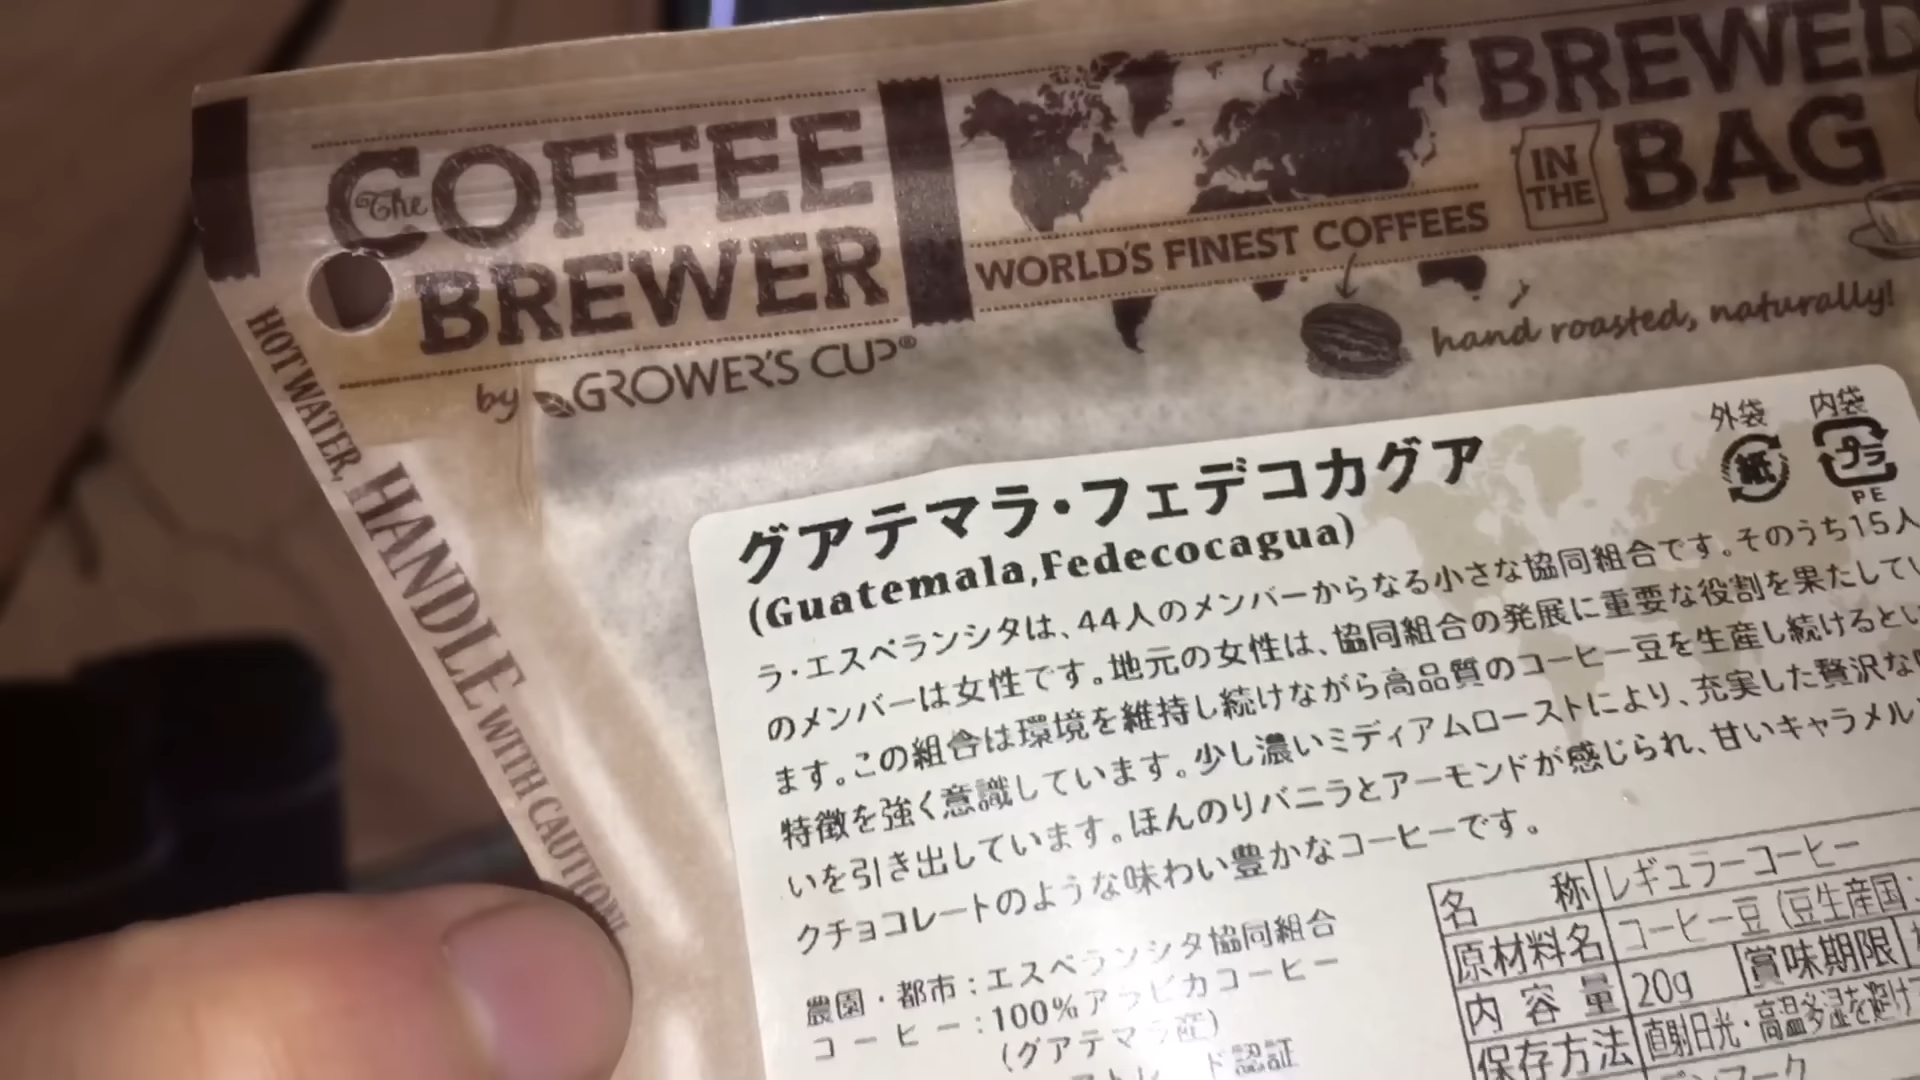 The COFFEE
BREWER
by GROWER'S CUP®
WORLD'S FINEST COFFEES
BREWED
IN THE BAG
hand roasted, naturally!
HOT WATER, HANDLE WITH CAUTION!
外袋 内袋
紙 プラ
PE
グアテマラ・フェデコカグア
(Guatemala,Fedecocagua)
ラ・エスペランシタは、44人のメンバーからなる小さな協同組合です。そのうち15人
のメンバーは女性です。地元の女性は、協同組合の発展に重要な役割を果たしてい
ます。この組合は環境を維持し続けながら高品質のコーヒー豆を生産し続けるとい
特徴を強く意識しています。少し濃いミディアムローストにより、充実した贅沢な
いを引き出しています。ほんのりバニラとアーモンドが感じられ、甘いキャラメル
クチョコレートのような味わい豊かなコーヒーです。
農園・都市：エスペランシタ協同組合
コーヒー：100%アラビカコーヒー
(グアテマラ産)
ド認証
名称 レギュラーコーヒー
原材料名 コーヒー豆(豆生産国：
内容量 20g 賞味期限
保存方法 直射日光・高温多湿を避け
デンマーク